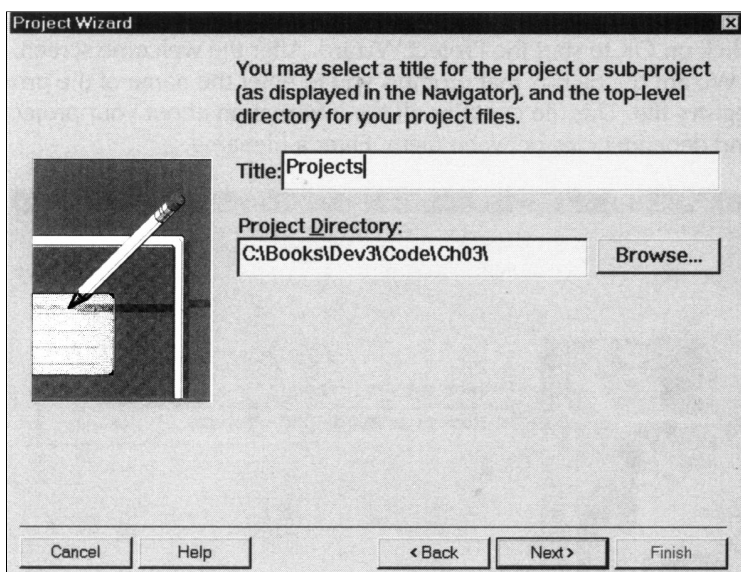 Project Wizard
You may select a title for the project or sub-project
(as displayed in the Navigator), and the top-level
directory for your project files.
Title: Projects
Project Directory:
C:\Books\Dev3\Code\Ch03\
Browse...
Cancel
Help
<Back
Next>
Finish